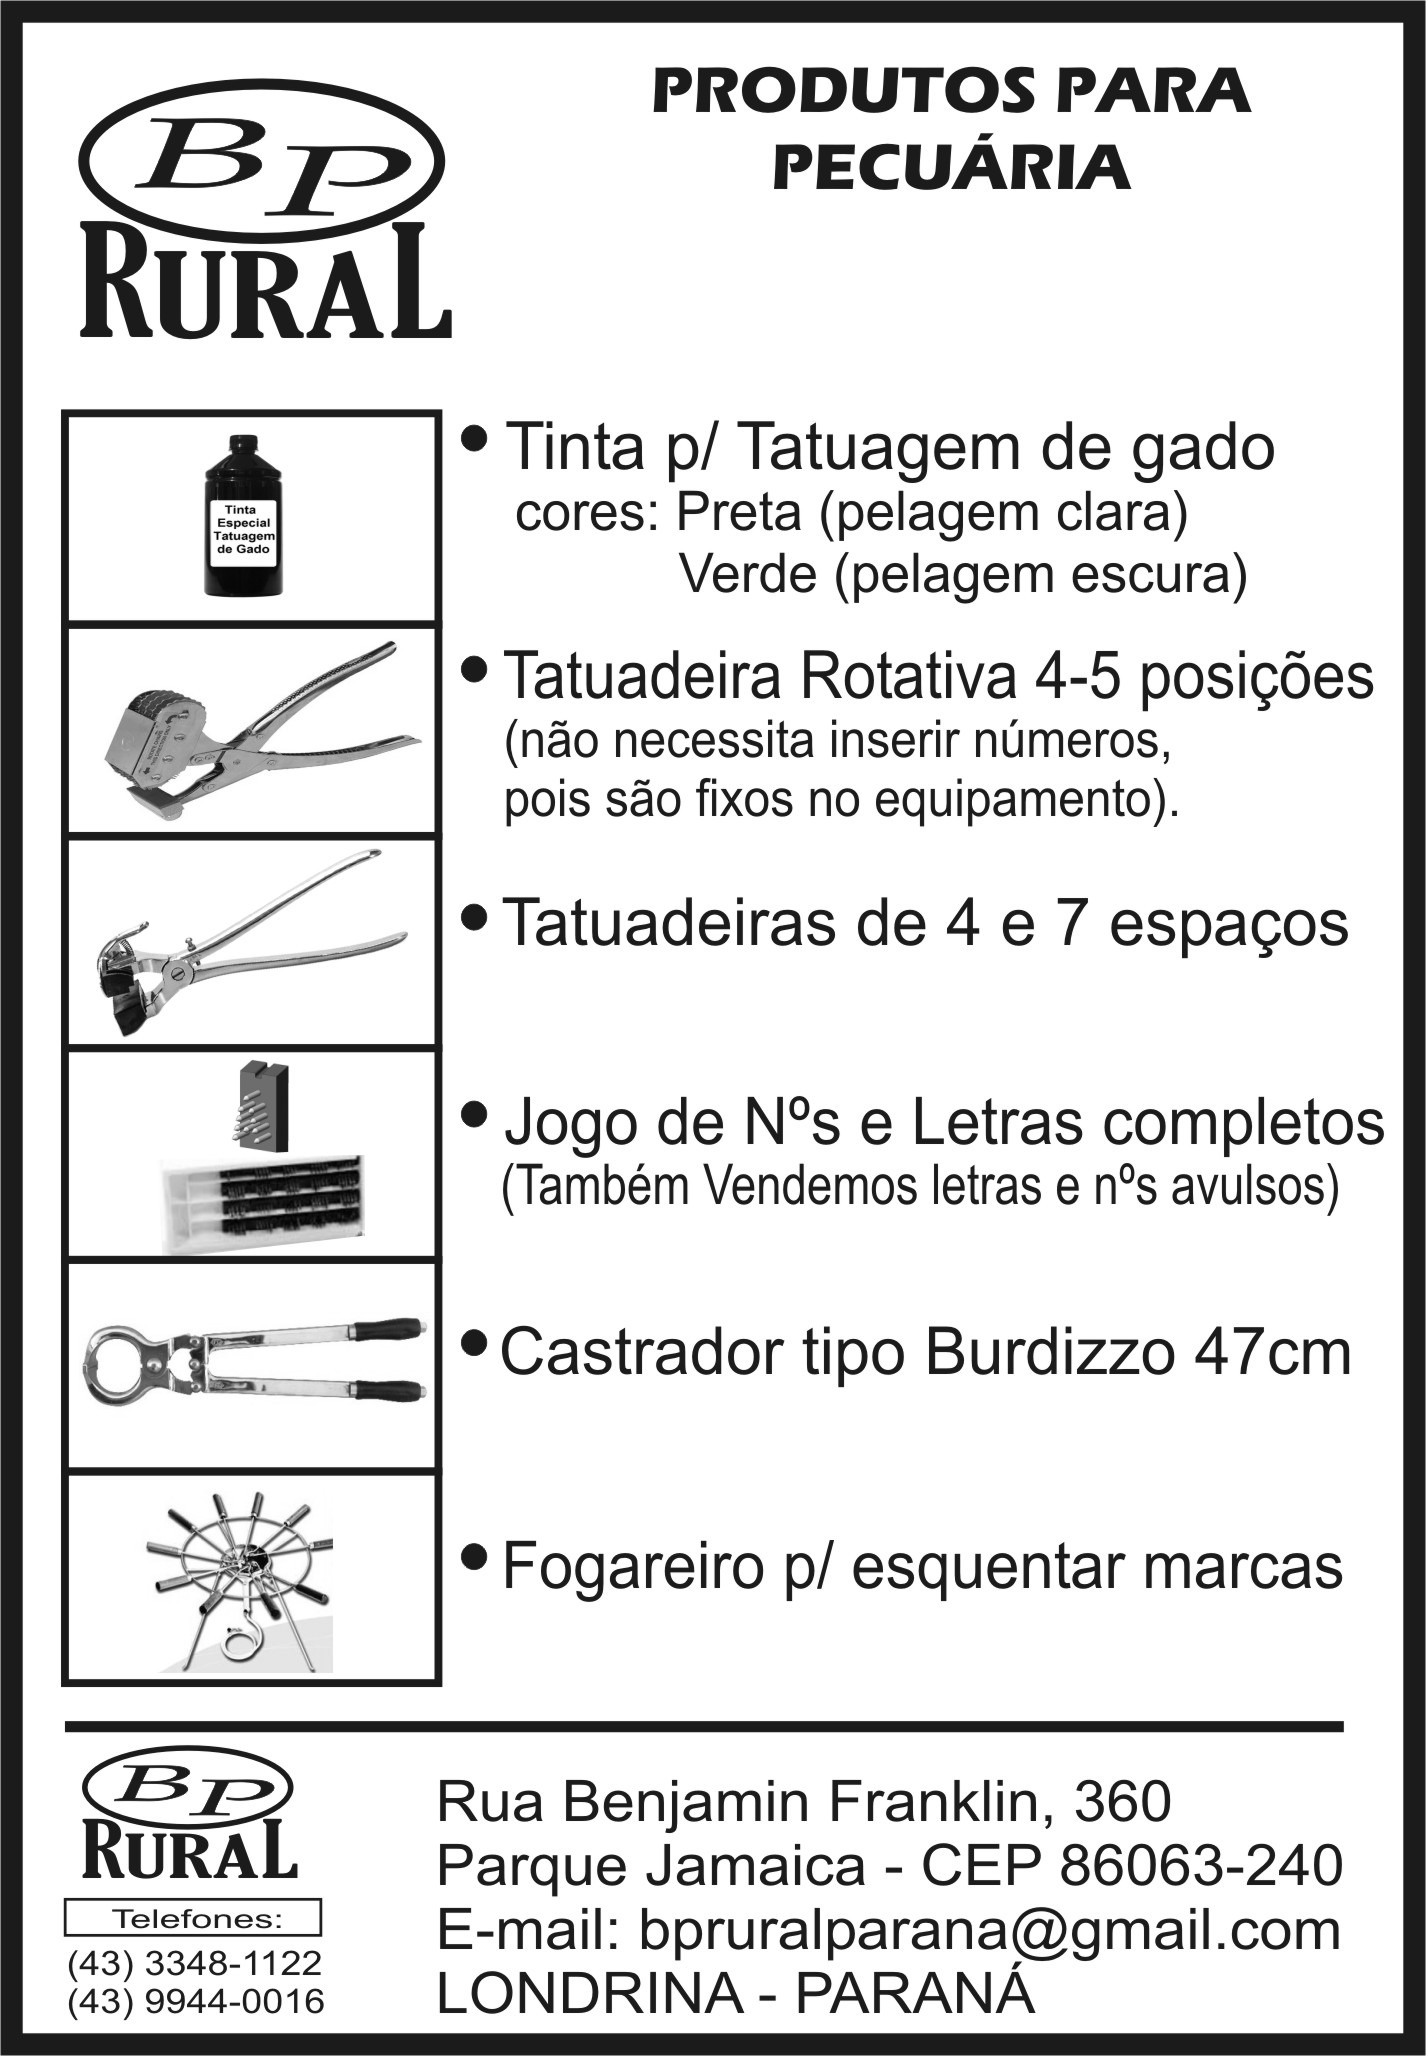 BP
RURAL
PRODUTOS PARA
PECUÁRIA
Tinta
Especial
Tatuagem
de Gado
• Tinta p/ Tatuagem de gado
cores: Preta (pelagem clara)
Verde (pelagem escura)
• Tatuadeira Rotativa 4-5 posições
(não necessita inserir números,
pois são fixos no equipamento).
• Tatuadeiras de 4 e 7 espaços
• Jogo de Nºs e Letras completos
(Também Vendemos letras e nºs avulsos)
• Castrador tipo Burdizzo 47cm
• Fogareiro p/ esquentar marcas
BP
RURAL
Telefones:
(43) 3348-1122
(43) 9944-0016
Rua Benjamin Franklin, 360
Parque Jamaica - CEP 86063-240
E-mail: bpruralparana@gmail.com
LONDRINA - PARANÁ